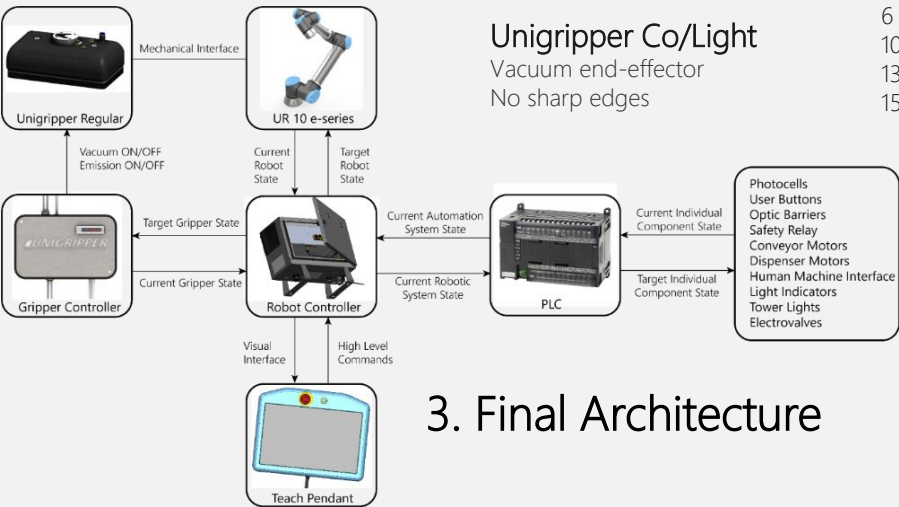 Unigripper Co/Light
Vacuum end-effector
No sharp edges
6
10
13
15
Mechanical Interface
Unigripper Regular
UR 10 e-series
Vacuum ON/OFF
Emission ON/OFF
Current
Robot
State
Target
Robot
State
UNIGRIPPER
Gripper Controller
Target Gripper State
Current Gripper State
Robot Controller
Current Automation
System State
Current Robotic
System State
PLC
Current Individual
Component State
Target Individual
Component State
Photocells
User Buttons
Optic Barriers
Safety Relay
Conveyor Motors
Dispenser Motors
Human Machine Interface
Light Indicators
Tower Lights
Electrovalves
Visual
Interface
High Level
Commands
Teach Pendant
3. Final Architecture